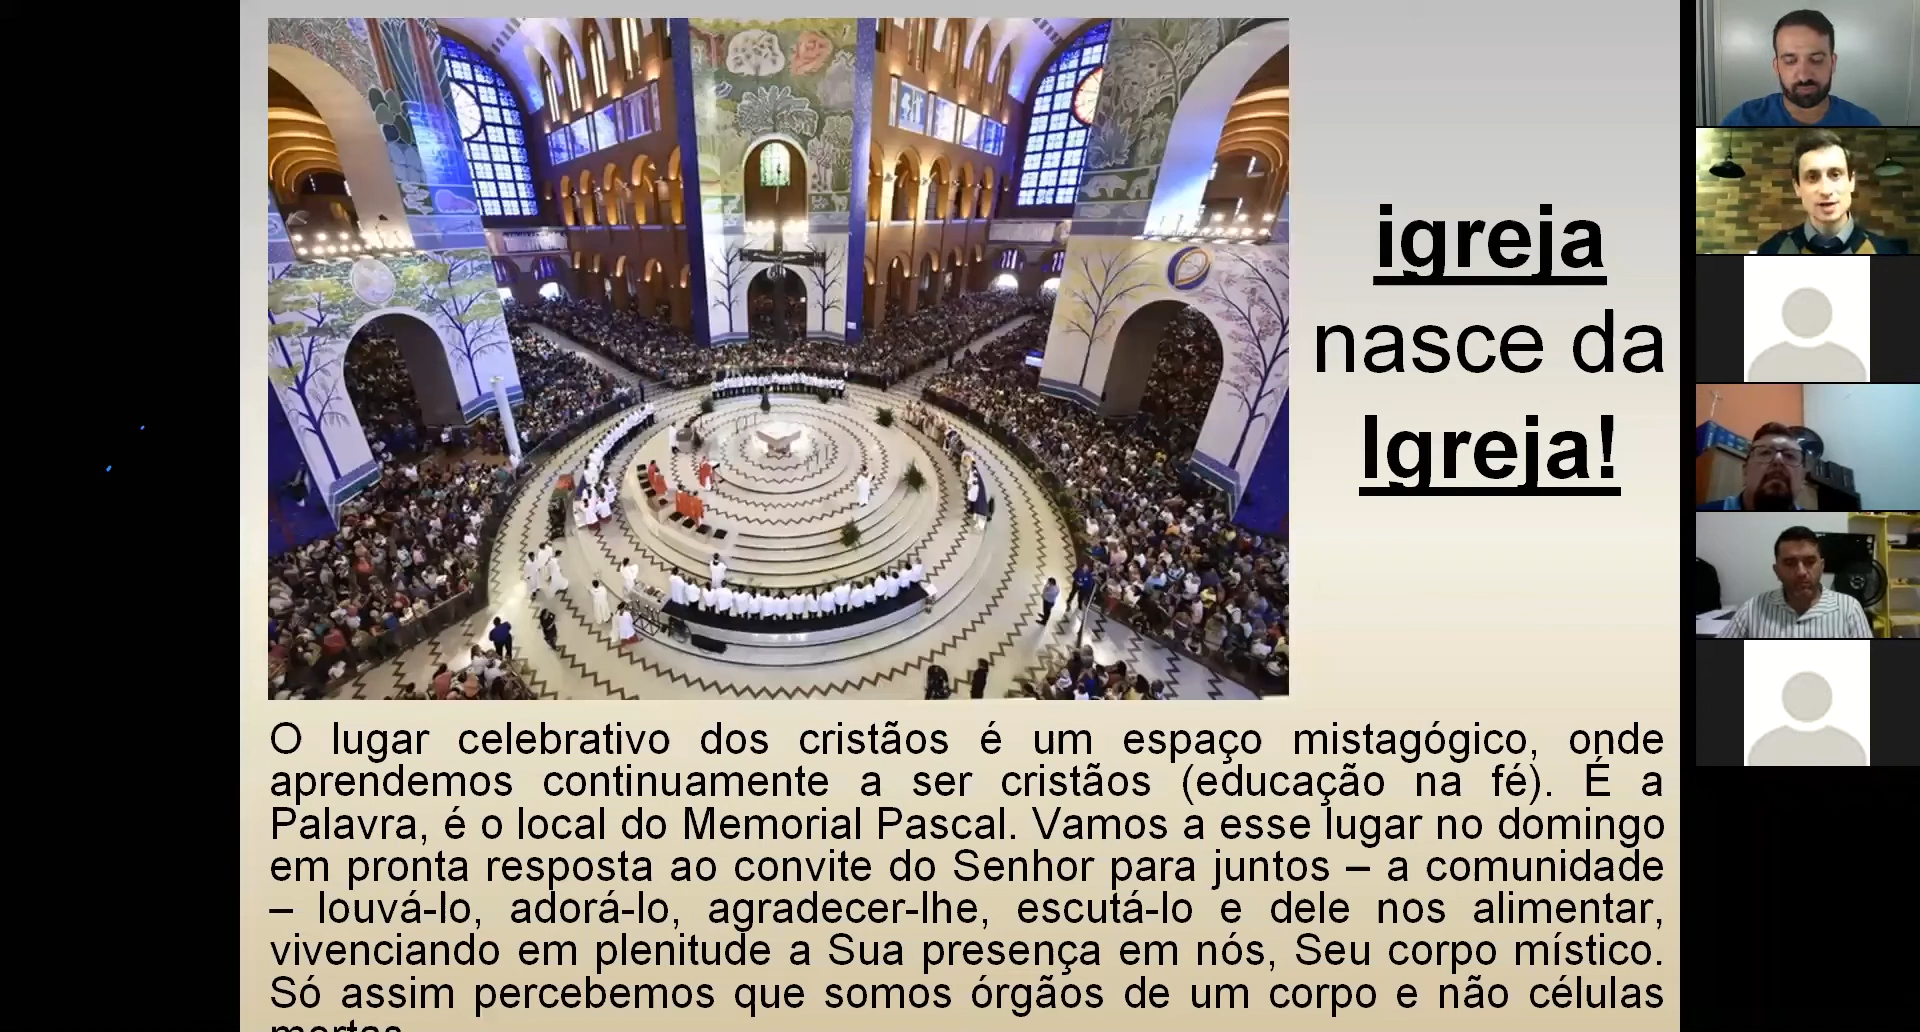 igreja
nasce da
Igreja!
O lugar celebrativo dos cristãos é um espaço mistagógico, onde
aprendemos continuamente a ser cristãos (educação na fé). É a
Palavra, é o local do Memorial Pascal. Vamos a esse lugar no domingo
em pronta resposta ao convite do Senhor para juntos – a comunidade
– louvá-lo, adorá-lo, agradecer-lhe, escutá-lo e dele nos alimentar,
vivenciando em plenitude a Sua presença em nós, Seu corpo místico.
Só assim percebemos que somos órgãos de um corpo e não células
mortas